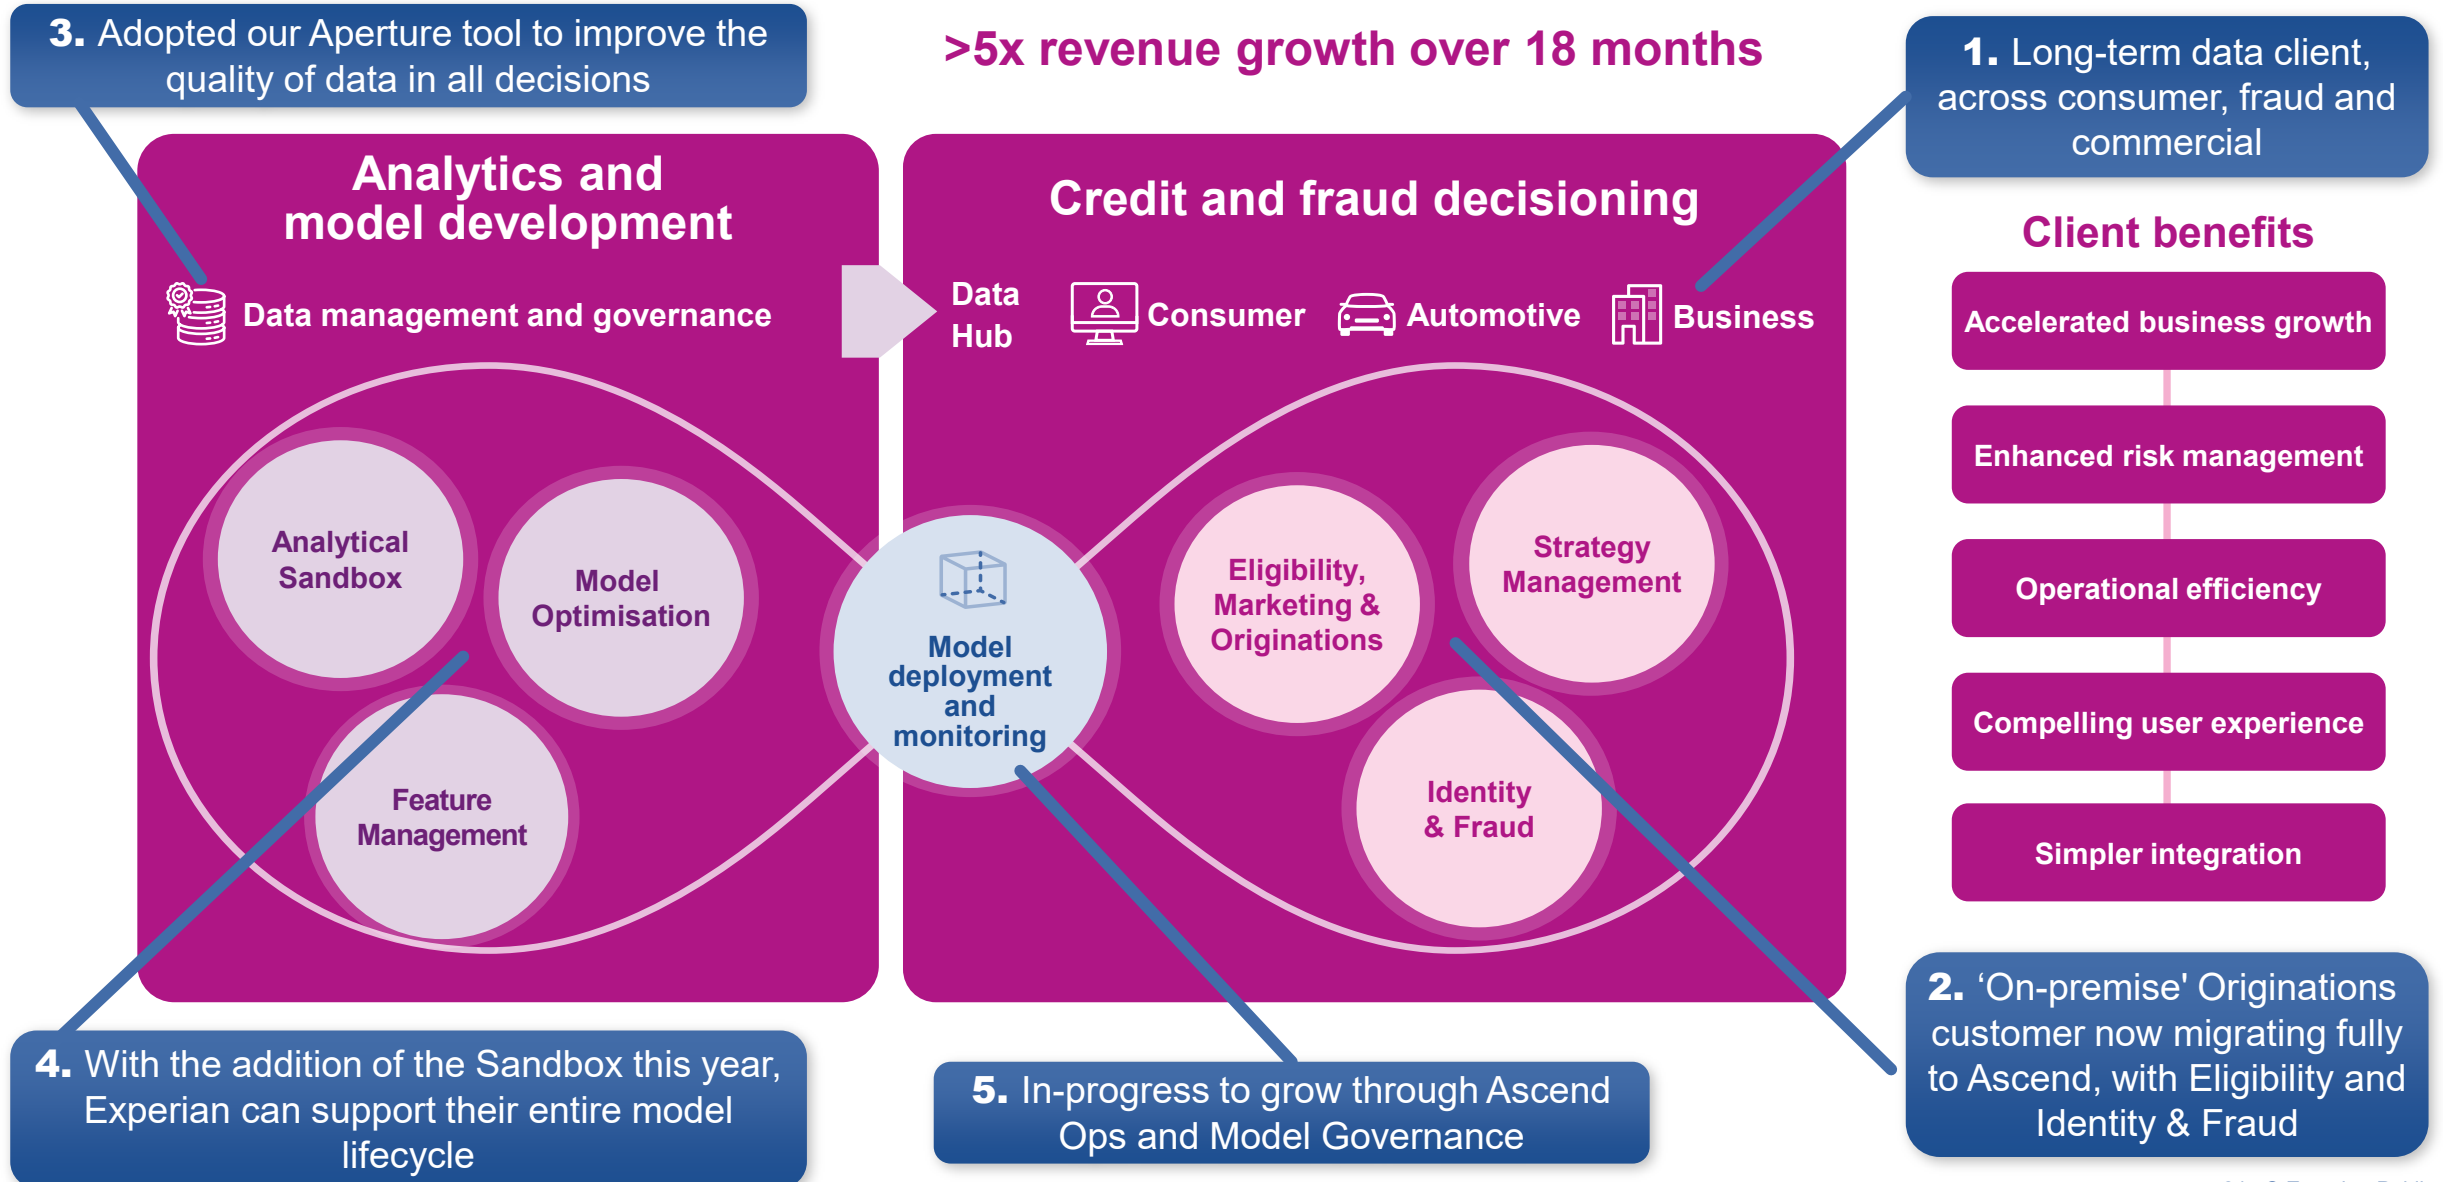 3. Adopted our Aperture tool to improve the
quality of data in all decisions
>5x revenue growth over 18 months
1. Long-term data client,
across consumer, fraud and
commercial
Analytics and
model development
Data management and governance
Credit and fraud decisioning
Data
Hub
Consumer
Automotive
Business
Client benefits
Accelerated business growth
Enhanced risk management
Operational efficiency
Compelling user experience
Simpler integration
Analytical
Sandbox
Model
Optimisation
Feature
Management
Model
deployment
and
monitoring
Eligibility,
Marketing &
Originations
Strategy
Management
Identity
& Fraud
4. With the addition of the Sandbox this year,
Experian can support their entire model
lifecycle
5. In-progress to grow through Ascend
Ops and Model Governance
2. ‘On-premise' Originations
customer now migrating fully
to Ascend, with Eligibility and
Identity & Fraud